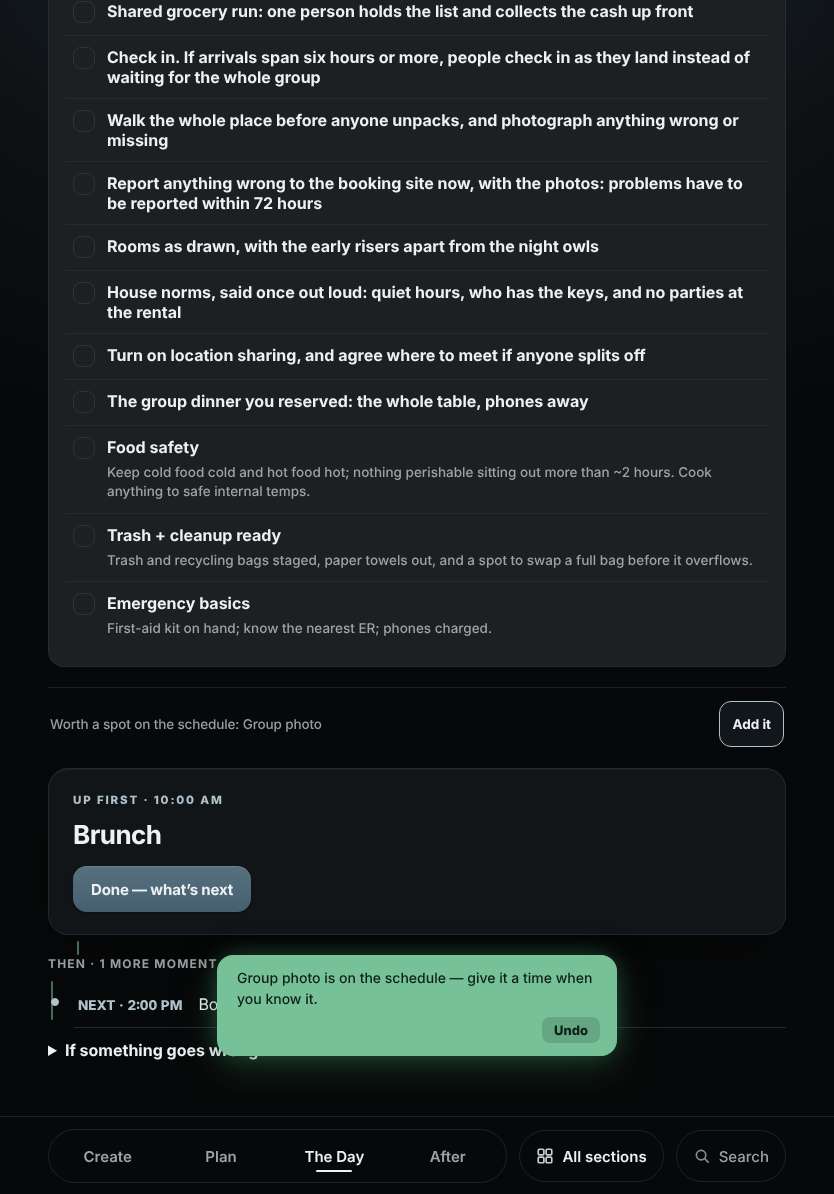 Shared grocery run: one person holds the list and collects the cash up front
Check in. If arrivals span six hours or more, people check in as they land instead of
waiting for the whole group
Walk the whole place before anyone unpacks, and photograph anything wrong or
missing
Report anything wrong to the booking site now, with the photos: problems have to
be reported within 72 hours
Rooms as drawn, with the early risers apart from the night owls
House norms, said once out loud: quiet hours, who has the keys, and no parties at
the rental
Turn on location sharing, and agree where to meet if anyone splits off
The group dinner you reserved: the whole table, phones away
Food safety
Keep cold food cold and hot food hot; nothing perishable sitting out more than ~2 hours. Cook
anything to safe internal temps.
Trash + cleanup ready
Trash and recycling bags staged, paper towels out, and a spot to swap a full bag before it overflows.
Emergency basics
First-aid kit on hand; know the nearest ER; phones charged.
Worth a spot on the schedule: Group photo
Add it
UP FIRST · 10:00 AM
Brunch
Done — what’s next
THEN · 1 MORE MOMENT
Group photo is on the schedule — give it a time when
you know it.
Undo
NEXT · 2:00 PM
If something goes wrong
Create
Plan
The Day
After
All sections
Search